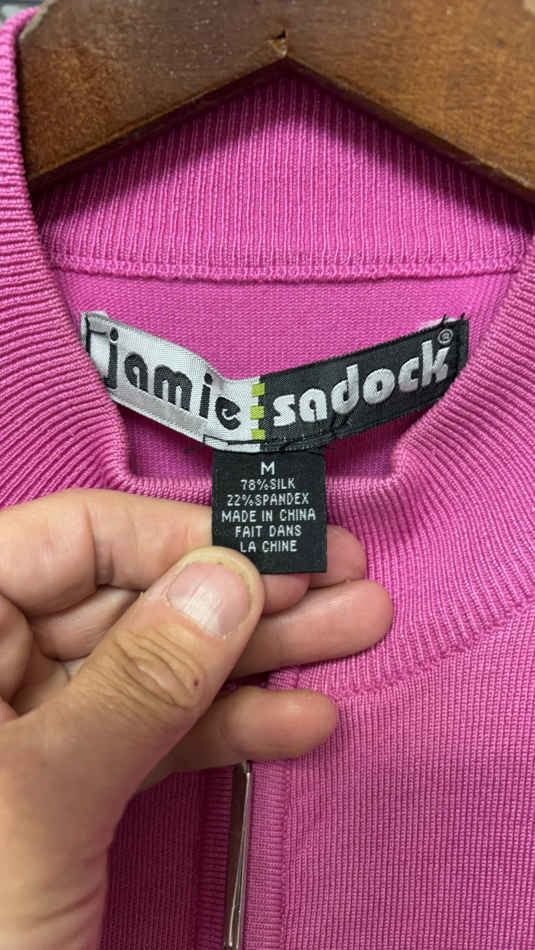 jamie sadock®
M
78%SILK
22%SPANDEX
MADE IN CHINA
FAIT DANS
LA CHINE